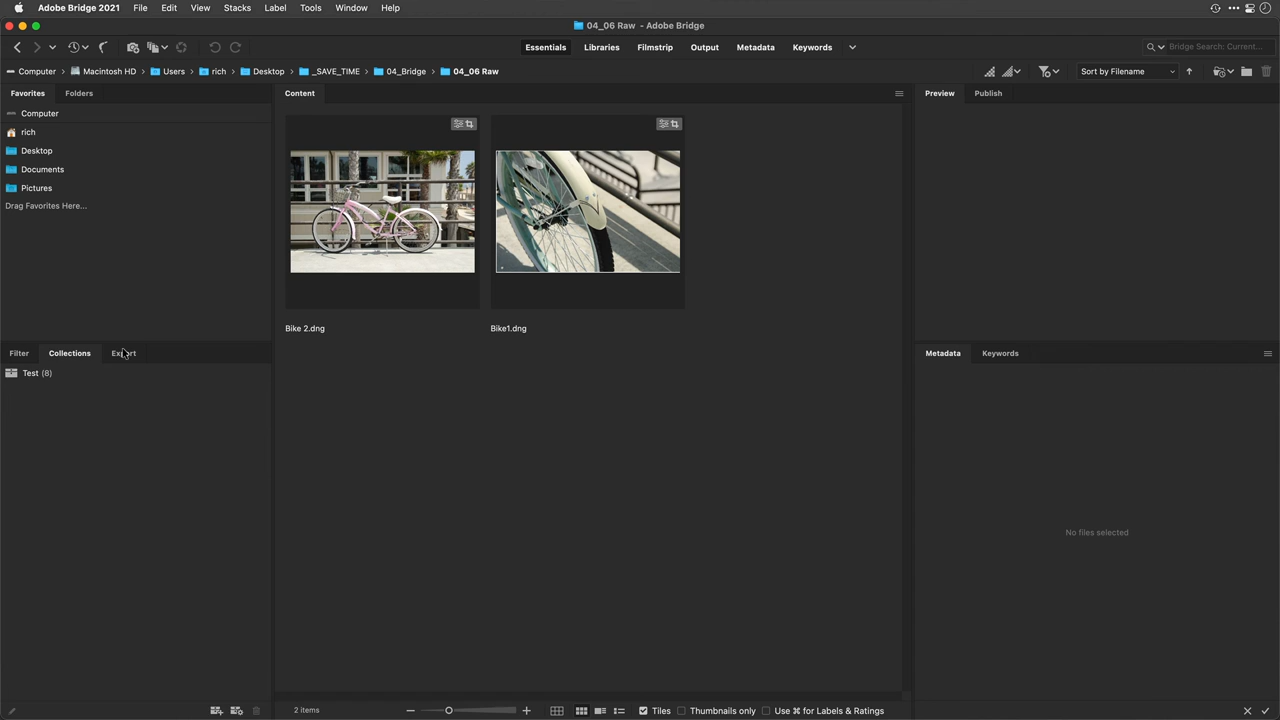 Adobe Bridge 2021 File Edit View Stacks Label Tools Window Help
04_06 Raw - Adobe Bridge
Essentials Libraries Filmstrip Output Metadata Keywords Bridge Search: Current...
Computer Macintosh HD Users rich Desktop _SAVE_TIME 04_Bridge 04_06 Raw Sort by Filename
Favorites Folders
Computer
rich
Desktop
Documents
Pictures
Drag Favorites Here...
Content
Bike 2.dng Bike1.dng
Preview Publish
Filter Collections Export
Test (8)
Metadata Keywords
No files selected
2 items Tiles Thumbnails only Use ⌘ for Labels & Ratings